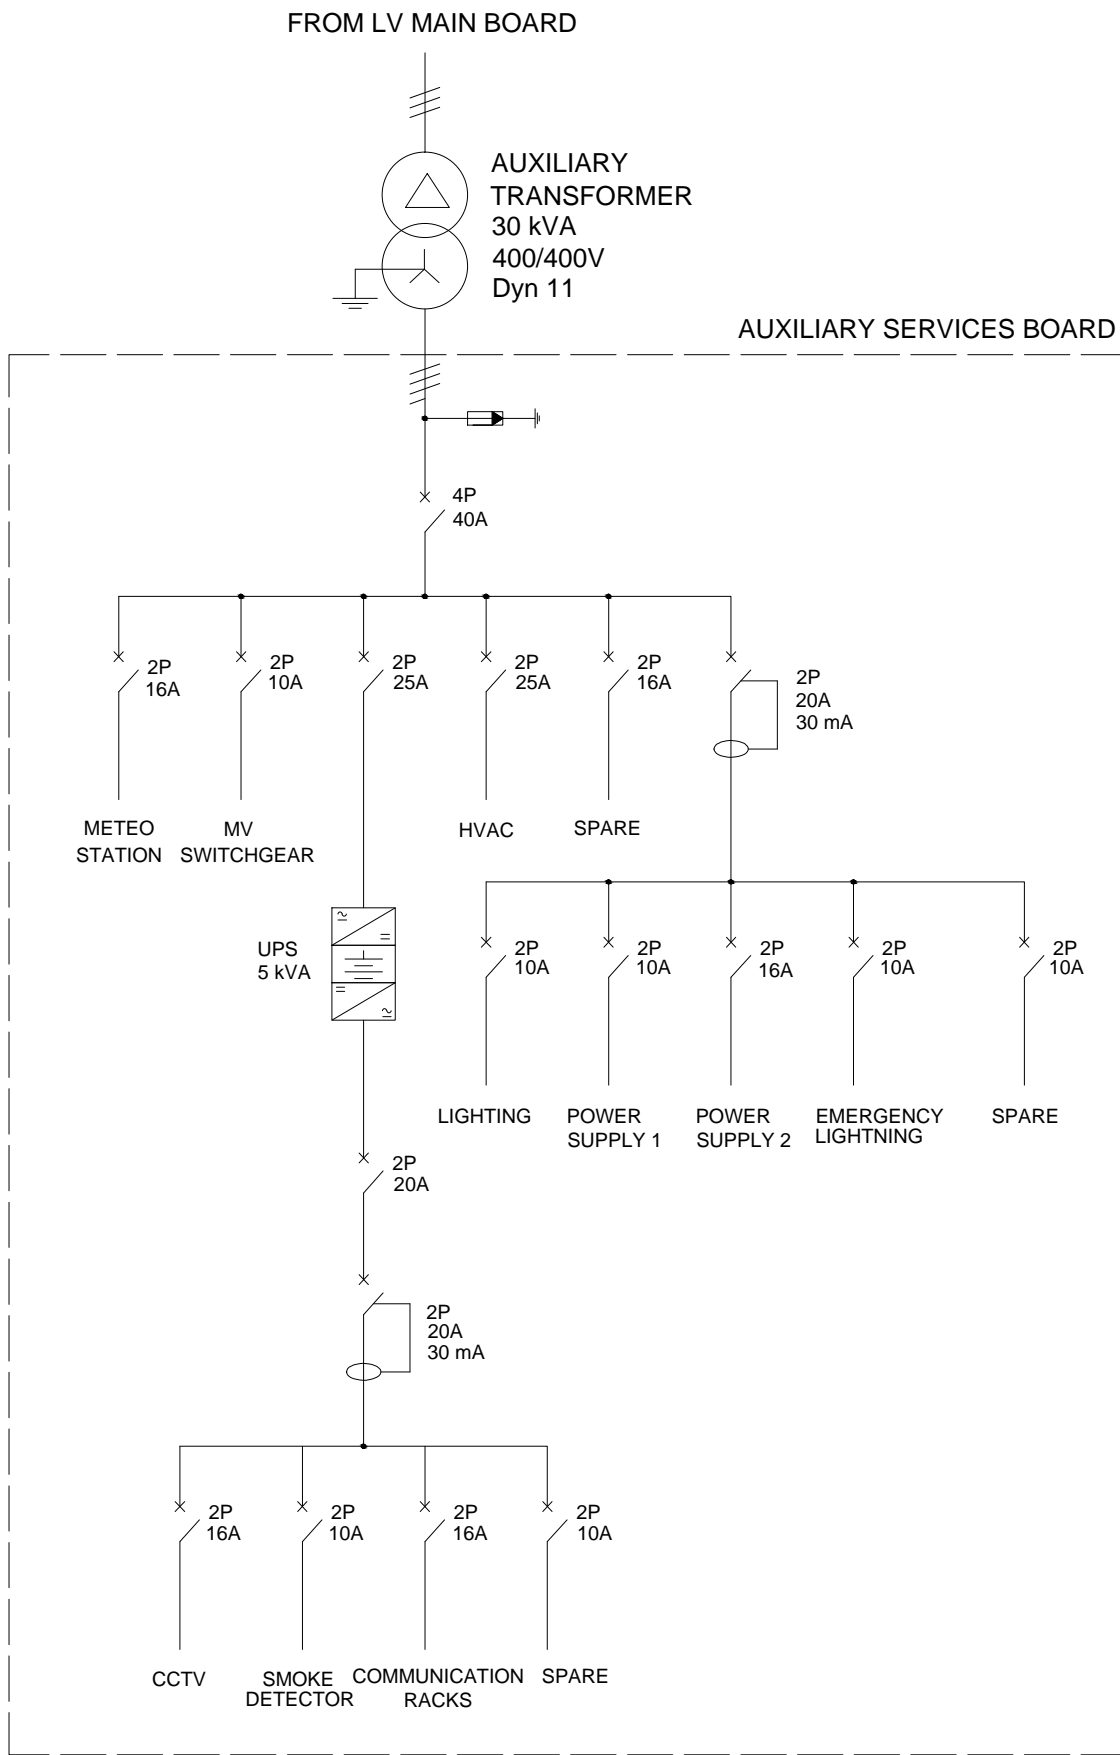 FROM LV MAIN BOARD
AUXILIARY
TRANSFORMER
30 kVA
400/400V
Dyn 11
AUXILIARY SERVICES BOARD
4P
40A
2P
16A
2P
10A
2P
25A
2P
25A
2P
16A
2P
20A
30 mA
METEO
STATION
MV
SWITCHGEAR
HVAC
SPARE
UPS
5 kVA
2P
10A
2P
10A
2P
16A
2P
10A
2P
10A
LIGHTING
POWER
SUPPLY 1
POWER
SUPPLY 2
EMERGENCY
LIGHTNING
SPARE
2P
20A
2P
20A
30 mA
2P
16A
2P
10A
2P
16A
2P
10A
CCTV
SMOKE
DETECTOR
COMMUNICATION
RACKS
SPARE